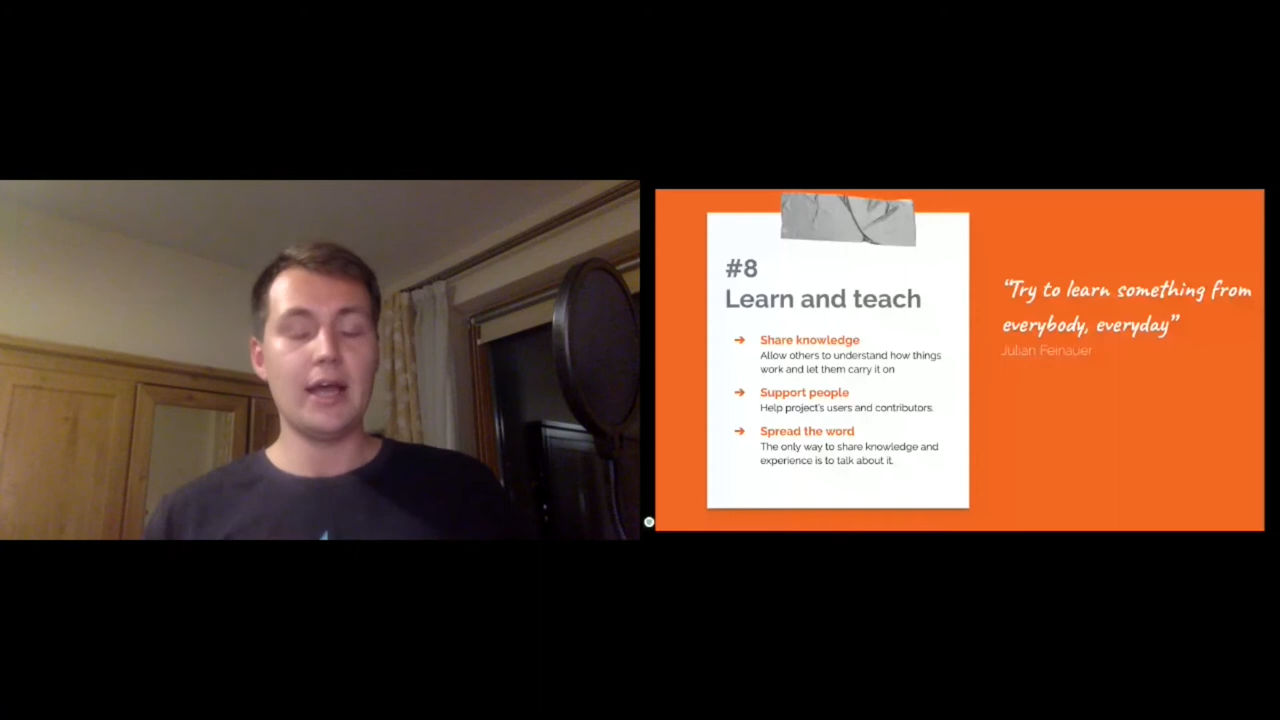 #8
Learn and teach
➔ Share knowledge
Allow others to understand how things
work and let them carry it on
➔ Support people
Help project's users and contributors.
➔ Spread the word
The only way to share knowledge and
experience is to talk about it.
“Try to learn something from
everybody, everyday”
Julian Feinauer